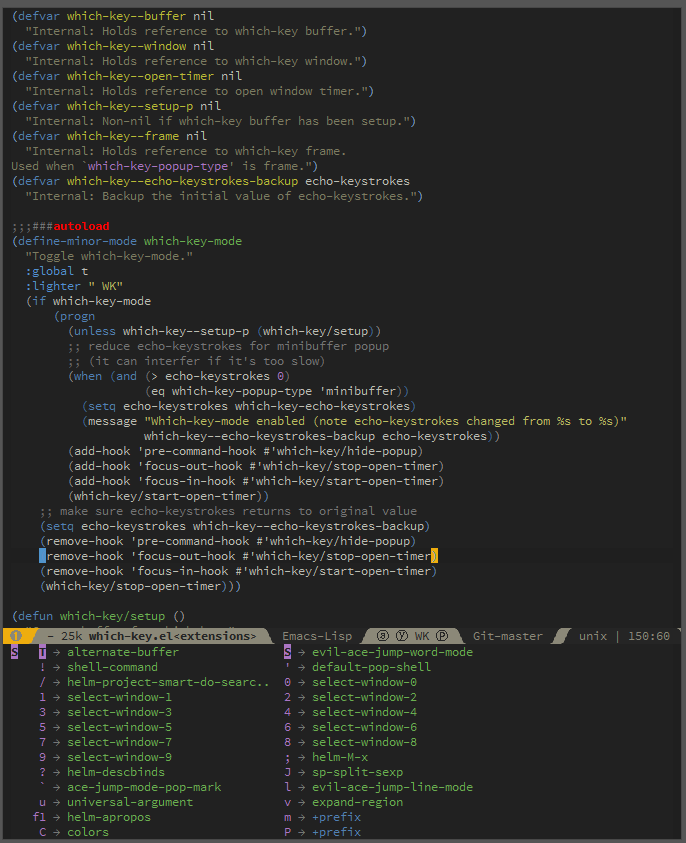 (defvar which-key--buffer nil
  "Internal: Holds reference to which-key buffer.")
(defvar which-key--window nil
  "Internal: Holds reference to which-key window.")
(defvar which-key--open-timer nil
  "Internal: Holds reference to open window timer.")
(defvar which-key--setup-p nil
  "Internal: Non-nil if which-key buffer has been setup.")
(defvar which-key--frame nil
  "Internal: Holds reference to which-key frame.
Used when `which-key-popup-type' is frame.")
(defvar which-key--echo-keystrokes-backup echo-keystrokes
  "Internal: Backup the initial value of echo-keystrokes.")

;;;###autoload
(define-minor-mode which-key-mode
  "Toggle which-key-mode."
  :global t
  :lighter " WK"
  (if which-key-mode
      (progn
        (unless which-key--setup-p (which-key/setup))
        ;; reduce echo-keystrokes for minibuffer popup
        ;; (it can interfer if it's too slow)
        (when (and (> echo-keystrokes 0)
                   (eq which-key-popup-type 'minibuffer))
          (setq echo-keystrokes which-key-echo-keystrokes)
          (message "Which-key-mode enabled (note echo-keystrokes changed from %s to %s)"
                   which-key--echo-keystrokes-backup echo-keystrokes))
        (add-hook 'pre-command-hook #'which-key/hide-popup)
        (add-hook 'focus-out-hook #'which-key/stop-open-timer)
        (add-hook 'focus-in-hook #'which-key/start-open-timer)
        (which-key/start-open-timer))
    ;; make sure echo-keystrokes returns to original value
    (setq echo-keystrokes which-key--echo-keystrokes-backup)
    (remove-hook 'pre-command-hook #'which-key/hide-popup)
    (remove-hook 'focus-out-hook #'which-key/stop-open-timer)
    (remove-hook 'focus-in-hook #'which-key/start-open-timer)
    (which-key/stop-open-timer)))

(defun which-key/setup ()
① - 25k which-key.el<extensions> Emacs-Lisp ⓐ ⓨ WK Ⓟ Git-master unix | 150:60
S T → alternate-buffer S → evil-ace-jump-word-mode
! → shell-command ' → default-pop-shell
/ → helm-project-smart-do-searc.. 0 → select-window-0
1 → select-window-1 2 → select-window-2
3 → select-window-3 4 → select-window-4
5 → select-window-5 6 → select-window-6
7 → select-window-7 8 → select-window-8
9 → select-window-9 ; → helm-M-x
? → helm-descbinds J → sp-split-sexp
` → ace-jump-mode-pop-mark l → evil-ace-jump-line-mode
u → universal-argument v → expand-region
f1 → helm-apropos m → +prefix
C → colors P → +prefix